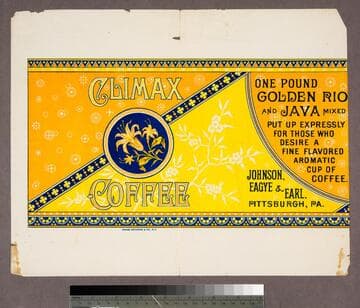 CLIMAX
COFFEE
ONE POUND
GOLDEN RIO
AND JAVA MIXED
PUT UP EXPRESSLY
FOR THOSE WHO
DESIRE A
FINE FLAVORED
AROMATIC
CUP OF
COFFEE.
JOHNSON,
EAGYE & EARL.
PITTSBURGH, PA.